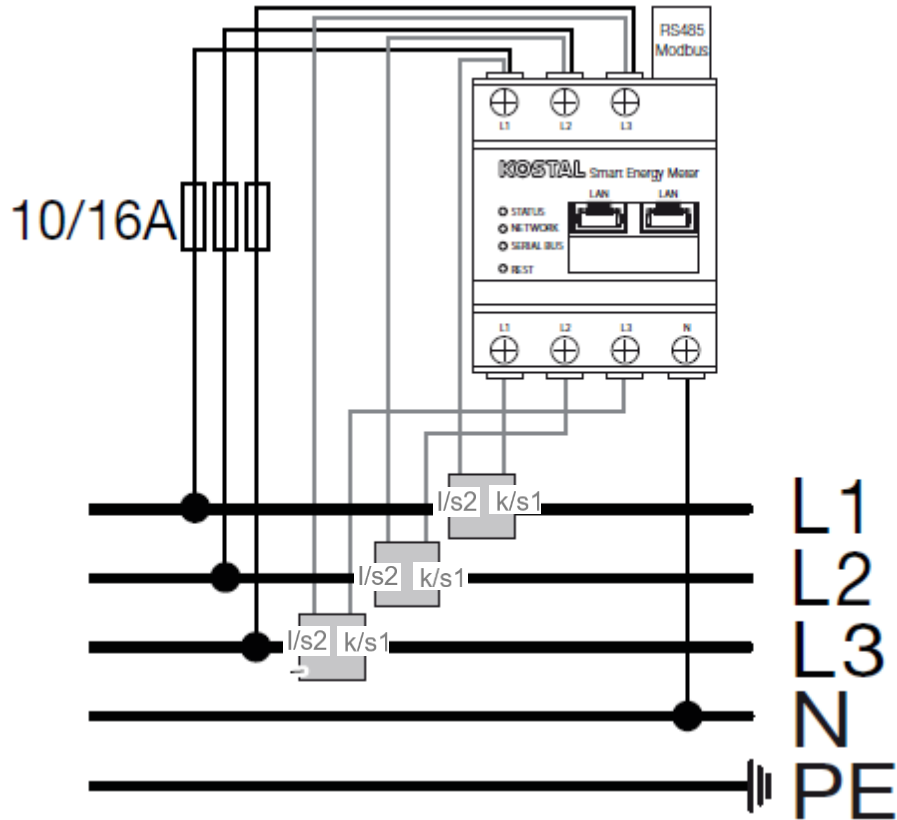 RS485
Modbus
L1 L2 L3
KOSTAL Smart Energy Meter
LAN LAN
STATUS
NETWORK
SERIAL BUS
REST
10/16A
L1 L2 L3 N
l/s2 k/s1 L1
l/s2 k/s1 L2
l/s2 k/s1 L3
N
PE